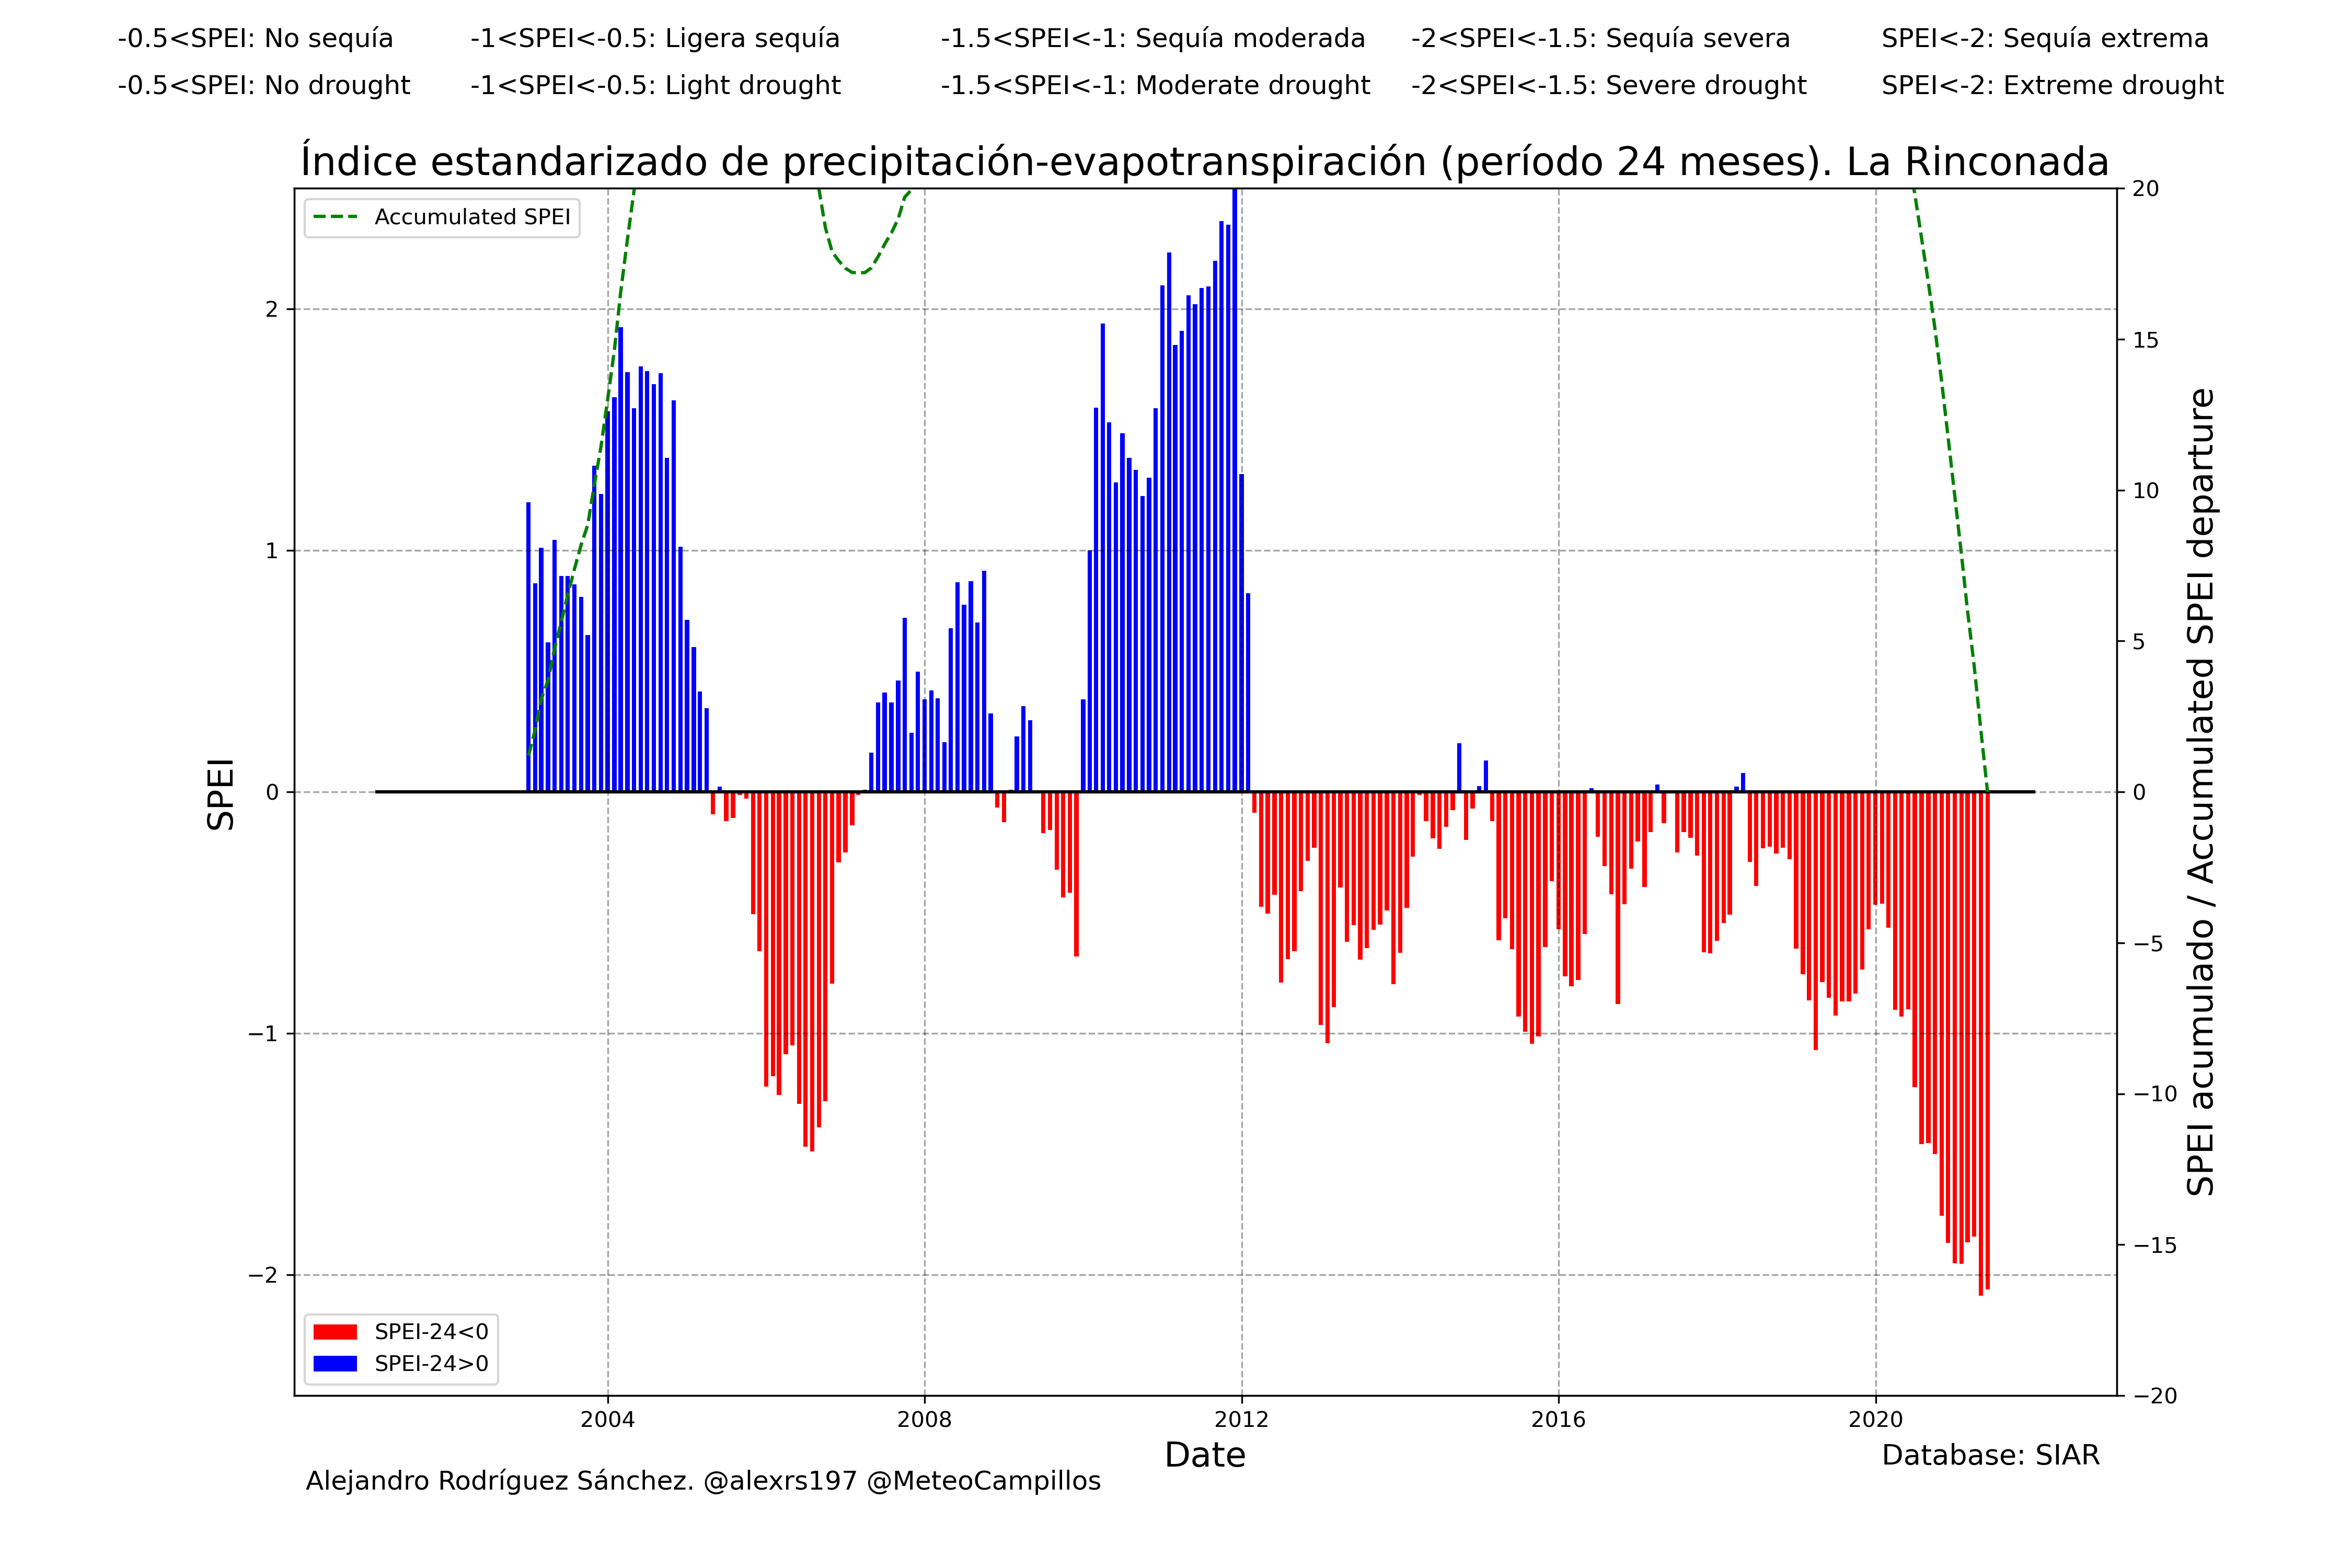 -0.5<SPEI: No sequía -1<SPEI<-0.5: Ligera sequía -1.5<SPEI<-1: Sequía moderada -2<SPEI<-1.5: Sequía severa SPEI<-2: Sequía extrema
-0.5<SPEI: No drought -1<SPEI<-0.5: Light drought -1.5<SPEI<-1: Moderate drought -2<SPEI<-1.5: Severe drought SPEI<-2: Extreme drought
Índice estandarizado de precipitación-evapotranspiración (período 24 meses). La Rinconada
Accumulated SPEI
SPEI
2
1
0
−1
−2
20
15
10
5
0
−5
−10
−15
−20
SPEI acumulado / Accumulated SPEI departure
SPEI-24<0
SPEI-24>0
2004 2008 2012 2016 2020
Date
Database: SIAR
Alejandro Rodríguez Sánchez. @alexrs197 @MeteoCampillos